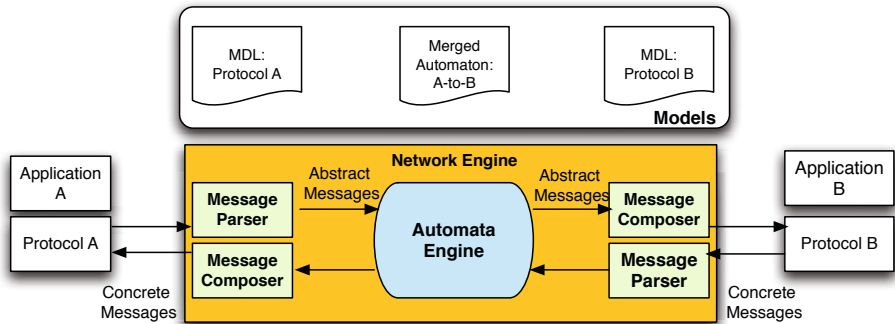 MDL:
Protocol A
Merged
Automaton:
A-to-B
MDL:
Protocol B
Models
Network Engine
Application
A
Protocol A
Concrete
Messages
Message
Parser
Message
Composer
Abstract
Messages
Automata
Engine
Abstract
Messages
Message
Composer
Message
Parser
Application
B
Protocol B
Concrete
Messages